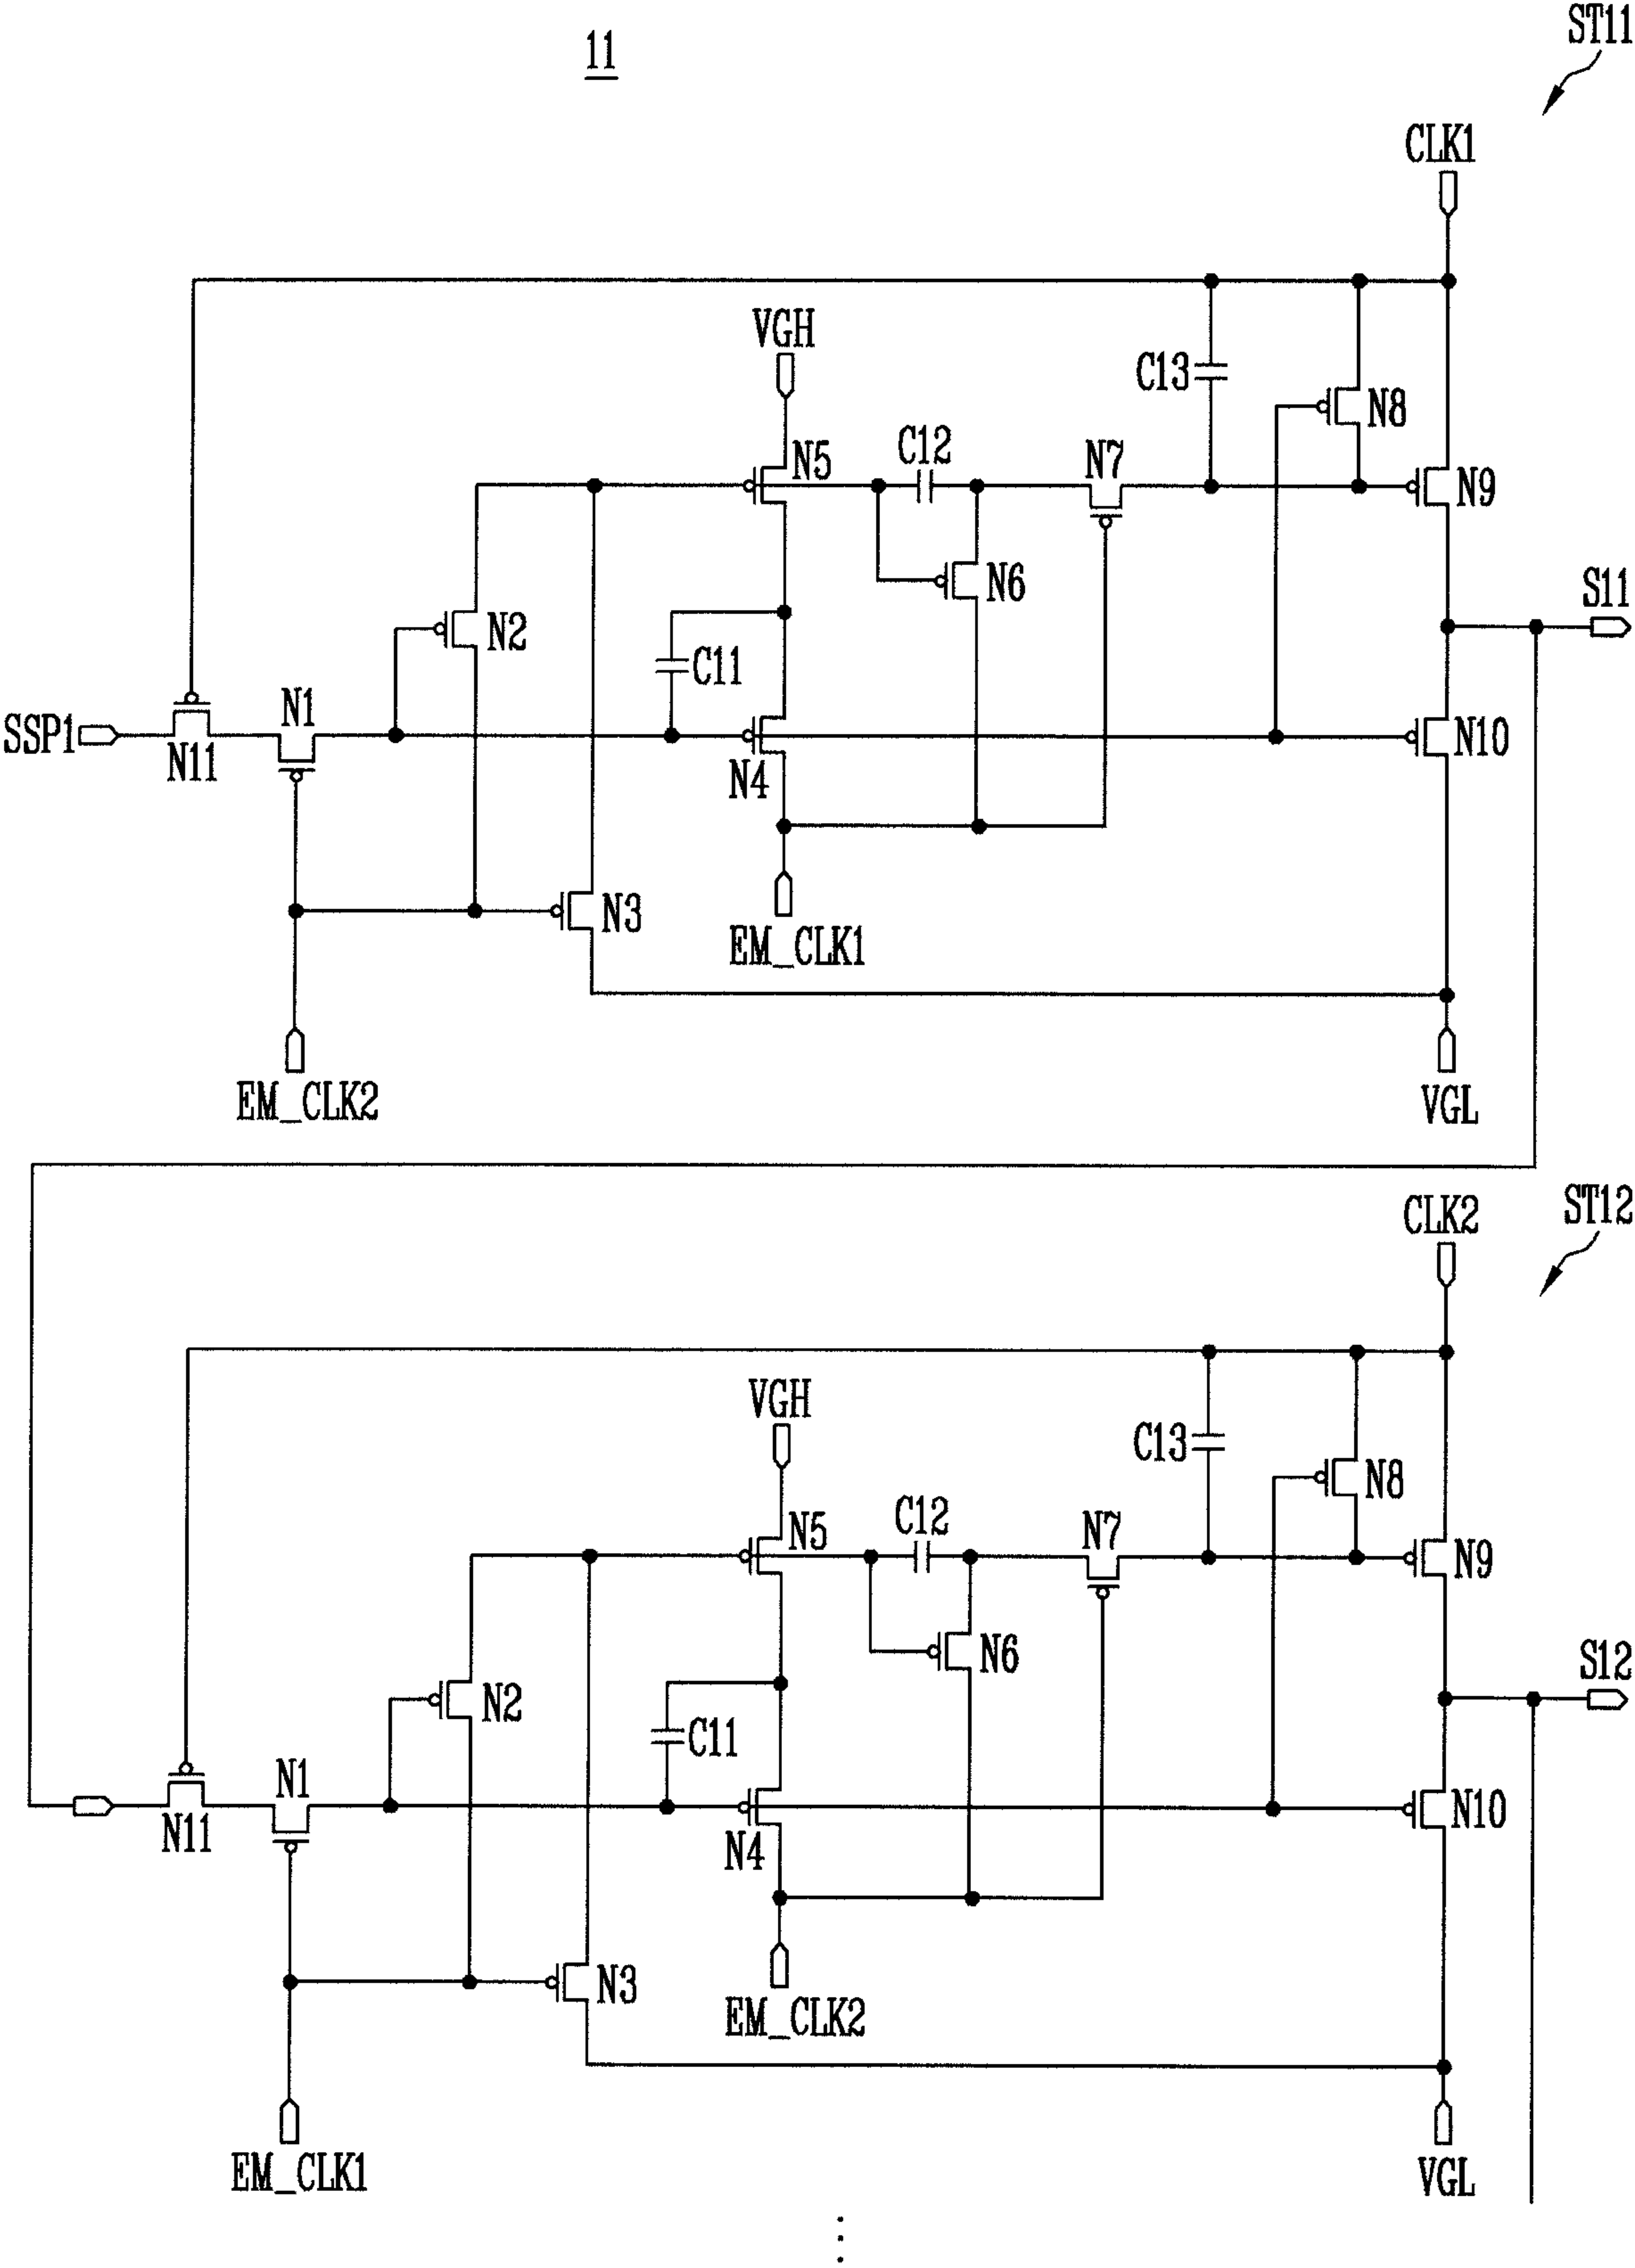 11
ST11
CLK1
VGH
C13
N8
N5
C12
N7
N9
N6
S11
N2
C11
N1
SSP1
N11
N4
N10
N3
EM_CLK1
EM_CLK2
VGL
ST12
CLK2
VGH
C13
N8
N5
C12
N7
N9
N6
S12
N2
C11
N1
N11
N4
N10
N3
EM_CLK2
EM_CLK1
VGL